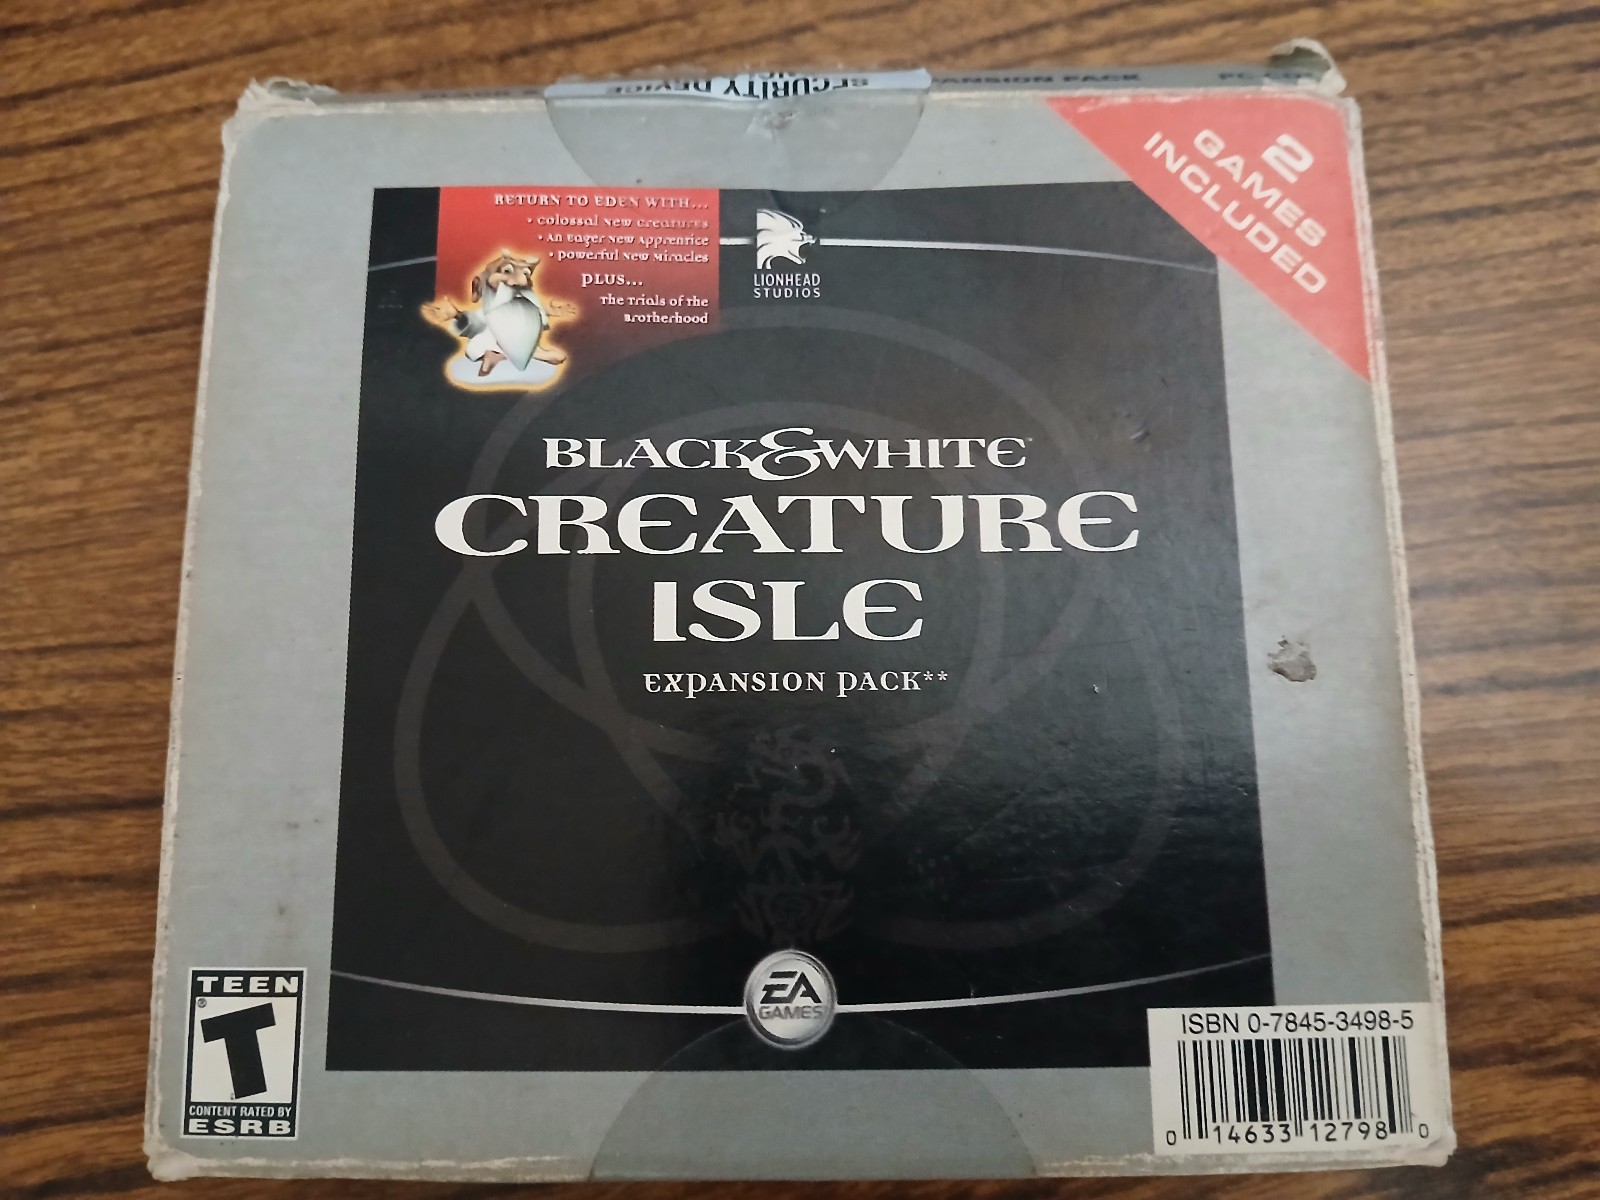 SECURITY DEVICE
EXPANSION PACK
2
GAMES
INCLUDED
RETURN TO EDEN WITH...
• Colossal New Creatures
• An Eager New Apprentice
• Powerful New Miracles
PLUS...
The Trials of the
Brotherhood
LIONHEAD
STUDIOS
BLACK&WHITE™
CREATURE
ISLE
EXPANSION PACK**
EA
GAMES
TEEN
T
®
CONTENT RATED BY
ESRB
ISBN 0-7845-3498-5
0 14633 12798 0